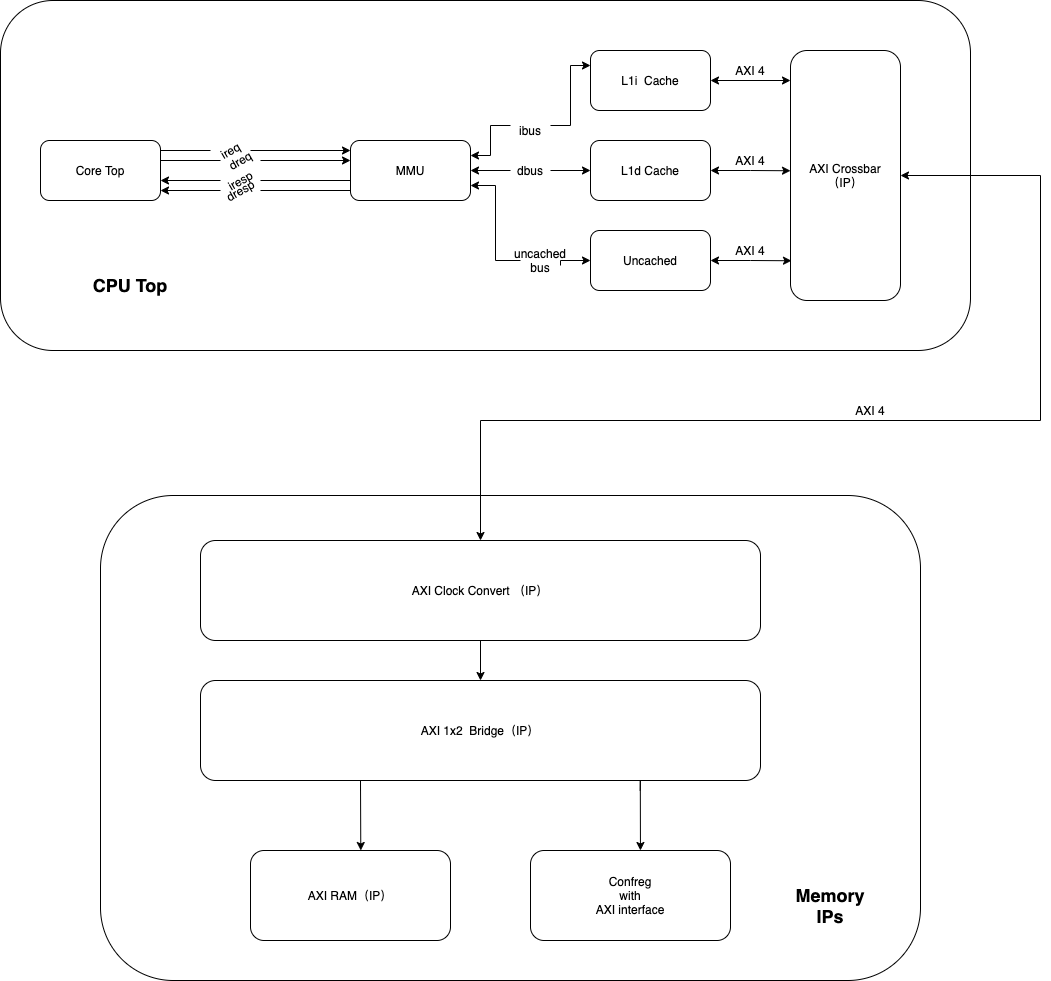 L1i Cache
AXI 4
ibus
ireq
dreq
Core Top
MMU
dbus
L1d Cache
AXI 4
AXI Crossbar
（IP）
iresp
dresp
uncached
bus
Uncached
AXI 4
CPU Top
AXI 4
AXI Clock Convert （IP）
AXI 1x2 Bridge（IP）
AXI RAM（IP）
Confreg
with
AXI interface
Memory
IPs